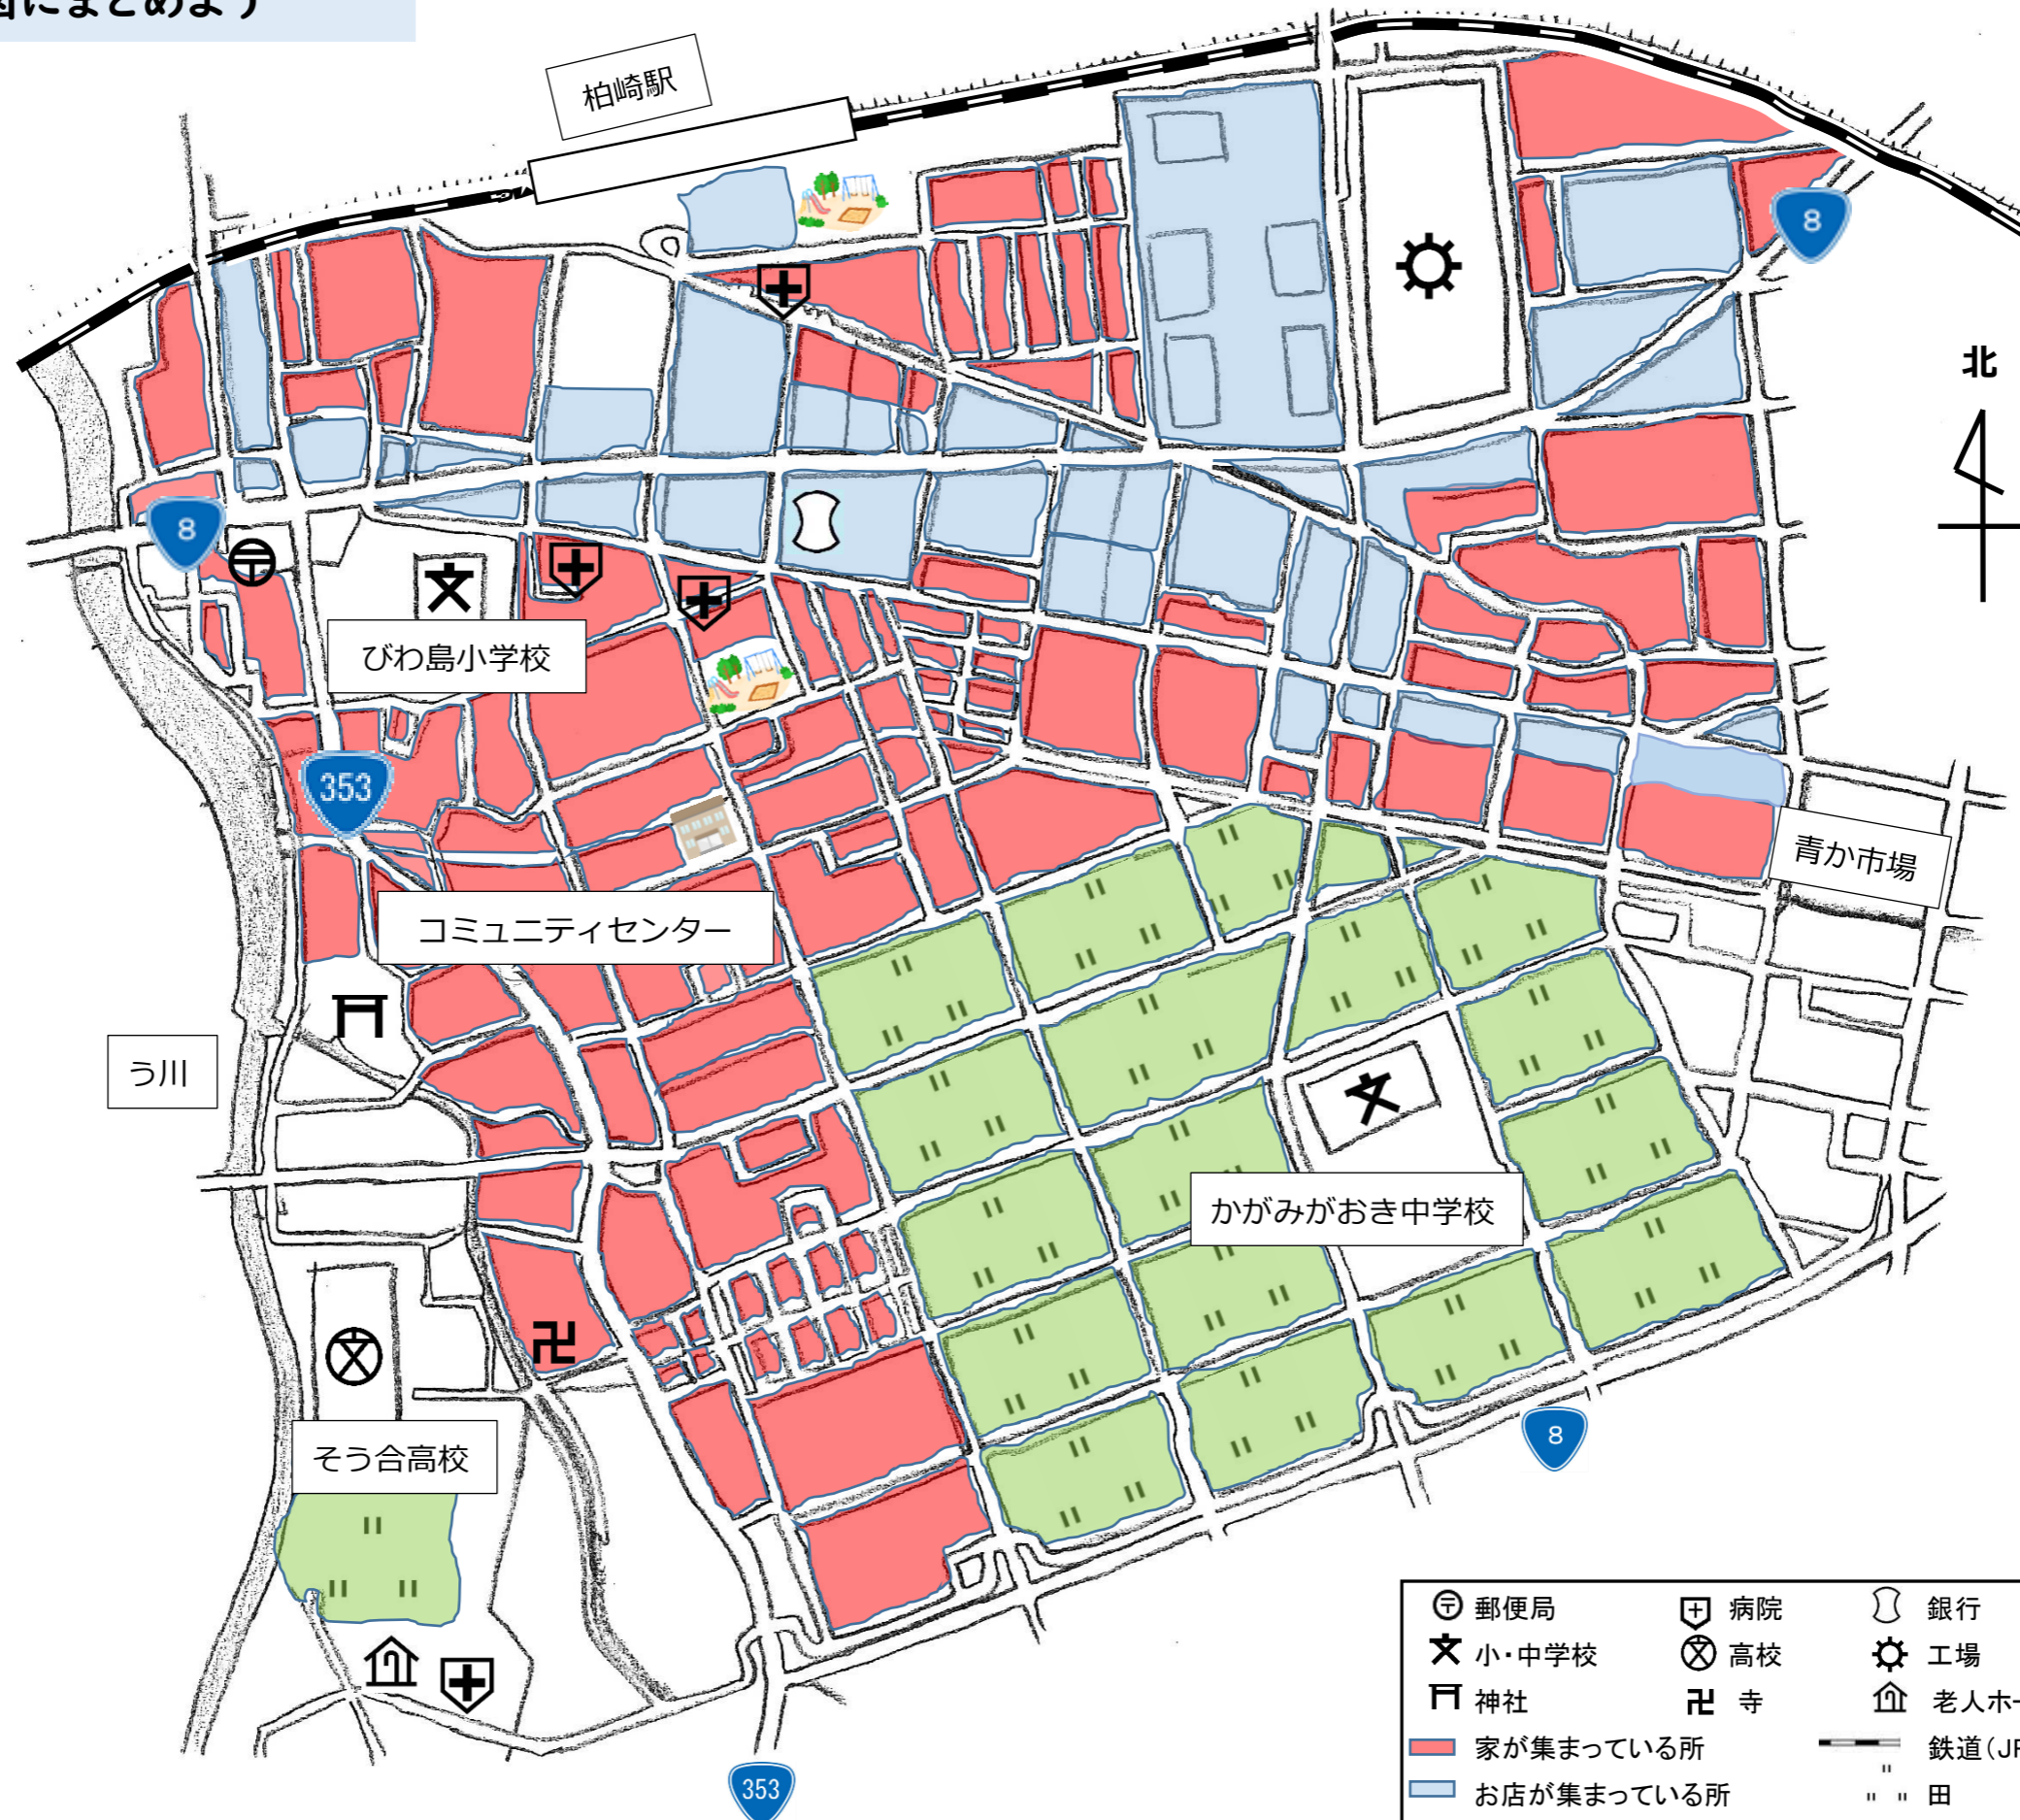 にまとめよう
柏崎駅
8
北
8
びわ島小学校
353
青か市場
コミュニティセンター
う川
かがみがおき中学校
そう合高校
8
353
郵便局
病院
銀行
小・中学校
高校
工場
神社
寺
老人ホー
家が集まっている所
鉄道（JR
お店が集まっている所
田